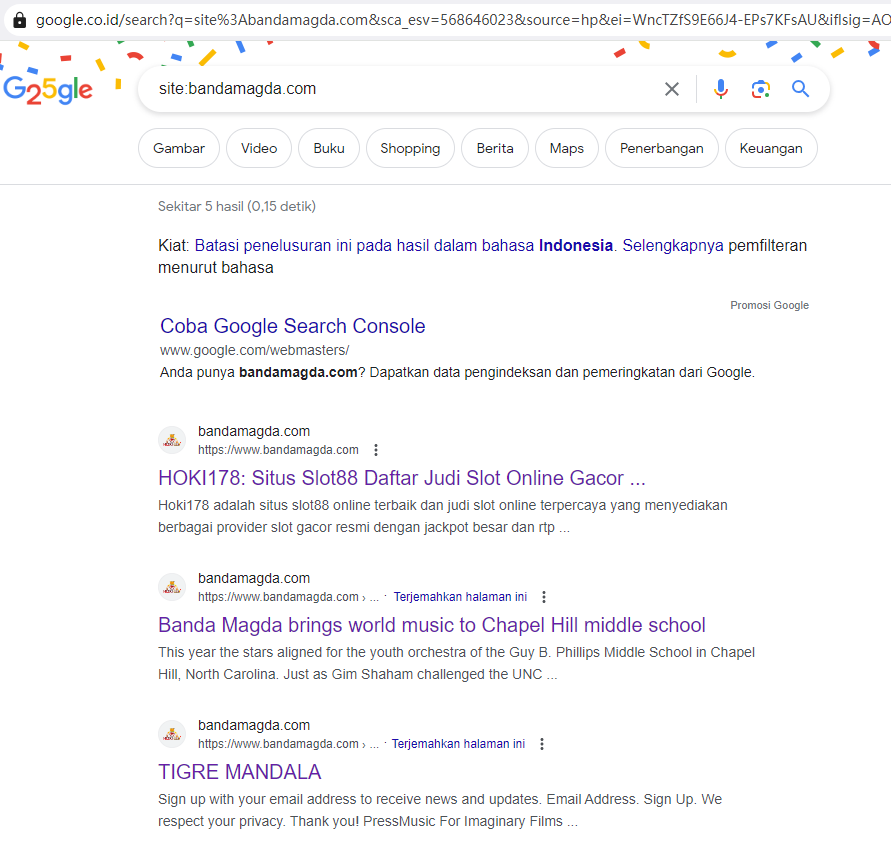 google.co.id/search?q=site%3Abandamagda.com&sca_esv=568646023&source=hp&ei=WncTZfS9E66J4-EPs7KFsAU&iflsig=AO
G25gle
site:bandamagda.com
Gambar Video Buku Shopping Berita Maps Penerbangan Keuangan
Sekitar 5 hasil (0,15 detik)
Kiat: Batasi penelusuran ini pada hasil dalam bahasa Indonesia. Selengkapnya pemfilteran
menurut bahasa
Promosi Google
Coba Google Search Console
www.google.com/webmasters/
Anda punya bandamagda.com? Dapatkan data pengindeksan dan pemeringkatan dari Google.
bandamagda.com
https://www.bandamagda.com
HOKI178: Situs Slot88 Daftar Judi Slot Online Gacor ...
Hoki178 adalah situs slot88 online terbaik dan judi slot online terpercaya yang menyediakan
berbagai provider slot gacor resmi dengan jackpot besar dan rtp ...
bandamagda.com
https://www.bandamagda.com › ... · Terjemahkan halaman ini
Banda Magda brings world music to Chapel Hill middle school
This year the stars aligned for the youth orchestra of the Guy B. Phillips Middle School in Chapel
Hill, North Carolina. Just as Gim Shaham challenged the UNC ...
bandamagda.com
https://www.bandamagda.com › ... · Terjemahkan halaman ini
TIGRE MANDALA
Sign up with your email address to receive news and updates. Email Address. Sign Up. We
respect your privacy. Thank you! PressMusic For Imaginary Films ...